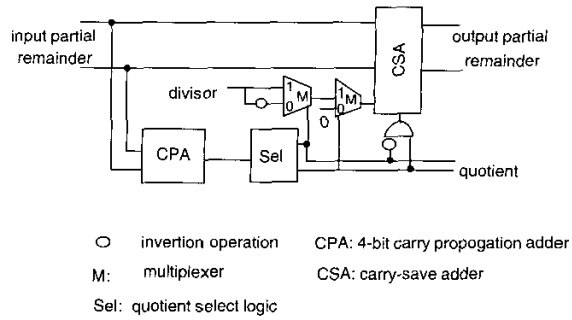 input partial
remainder
output partial
remainder
CSA
divisor
1
M
0
1
M
0
0
CPA
Sel
quotient
invertion operation
CPA: 4-bit carry propogation adder
M: multiplexer
CSA: carry-save adder
Sel: quotient select logic